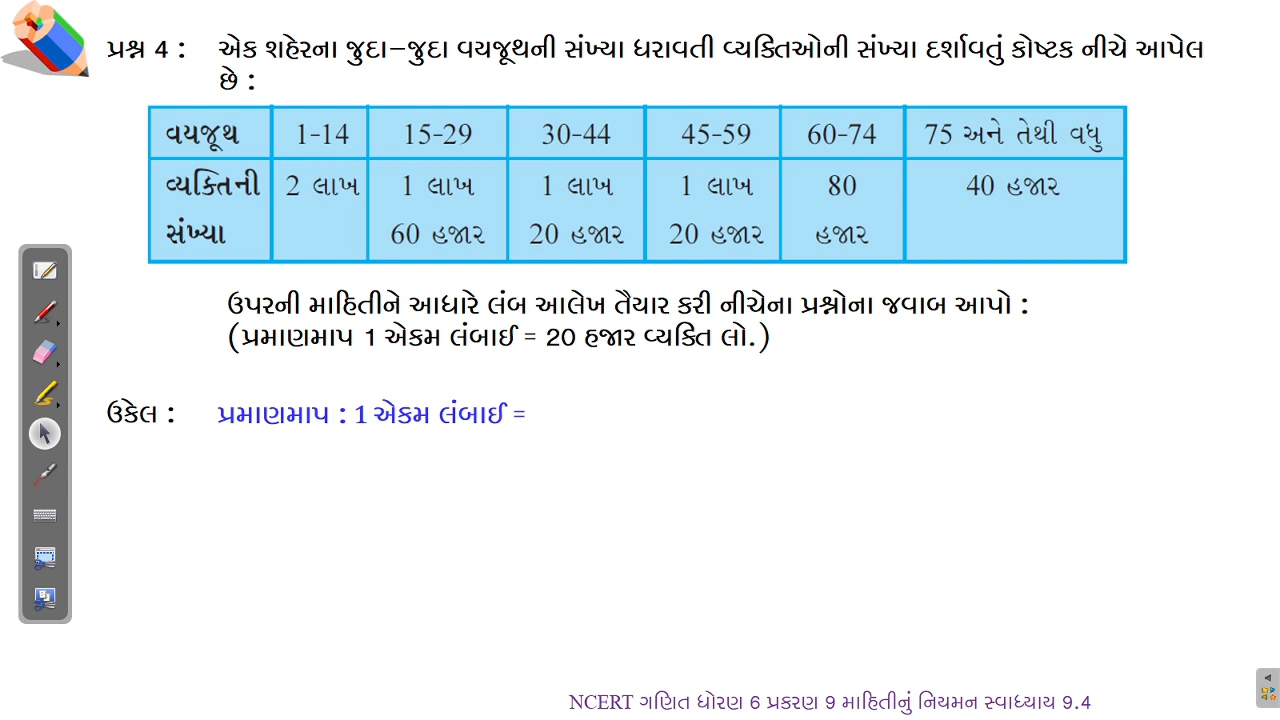 પ્રશ્ન 4 : એક શહેરના જુદા-જુદા વયજૂથની સંખ્યા ધરાવતી વ્યક્તિઓની સંખ્યા દર્શાવતું કોષ્ટક નીચે આપેલ
છે :
વયજૂથ 1-14 15-29 30-44 45-59 60-74 75 અને તેથી વધુ
વ્યક્તિની 2 લાખ 1 લાખ 1 લાખ 1 લાખ 80 40 હજાર
સંખ્યા 60 હજાર 20 હજાર 20 હજાર હજાર
ઉપરની માહિતીને આધારે લંબ આલેખ તૈયાર કરી નીચેના પ્રશ્નોના જવાબ આપો :
(પ્રમાણમાપ 1 એકમ લંબાઈ = 20 હજાર વ્યક્તિ લો.)
ઉકેલ : પ્રમાણમાપ : 1 એકમ લંબાઈ =
NCERT ગણિત ધોરણ 6 પ્રકરણ 9 માહિતીનું નિયમન સ્વાધ્યાય 9.4